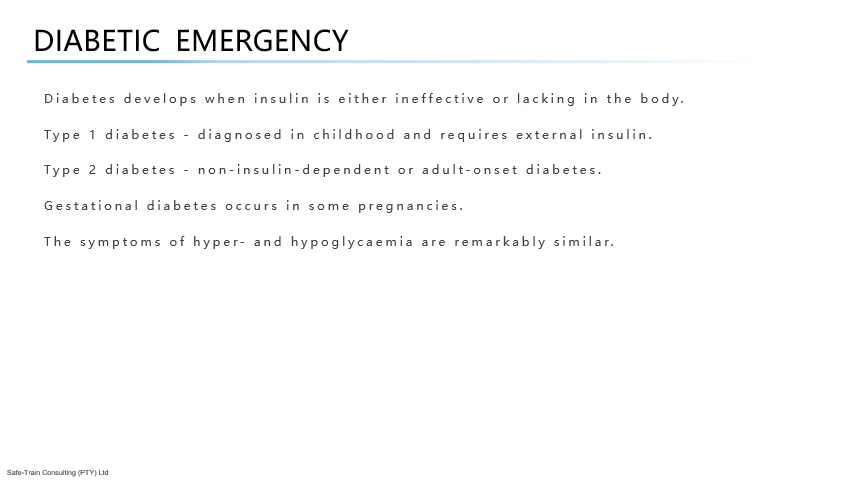 DIABETIC EMERGENCY
Diabetes develops when insulin is either ineffective or lacking in the body.
Type 1 diabetes - diagnosed in childhood and requires external insulin.
Type 2 diabetes - non-insulin-dependent or adult-onset diabetes.
Gestational diabetes occurs in some pregnancies.
The symptoms of hyper- and hypoglycaemia are remarkably similar.
Safe-Train Consulting (PTY) Ltd